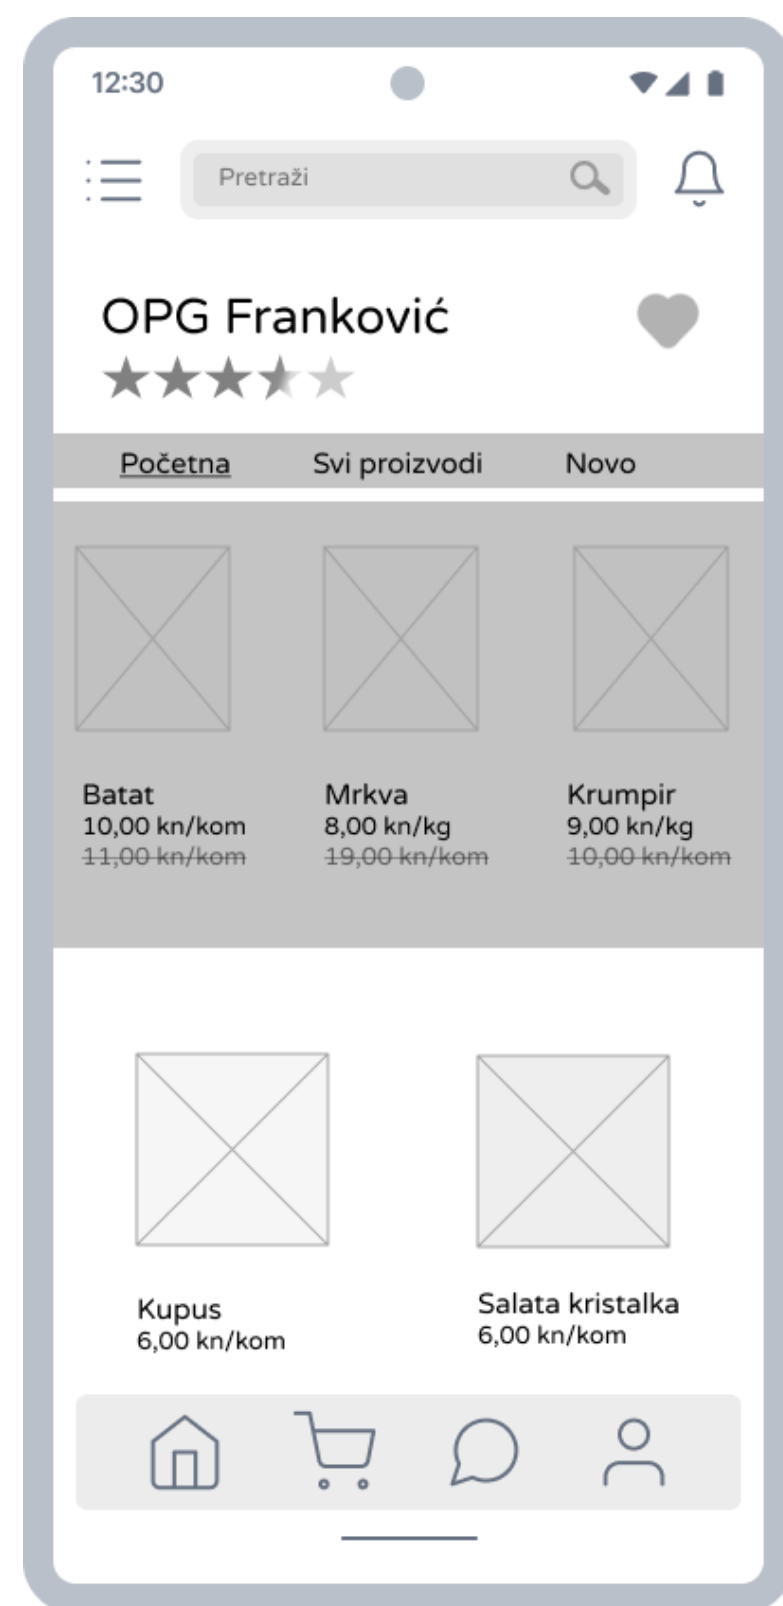 12:30
Pretraži
OPG Franković
Početna Svi proizvodi Novo
Batat
10,00 kn/kom
11,00 kn/kom
Mrkva
8,00 kn/kg
19,00 kn/kom
Krumpir
9,00 kn/kg
10,00 kn/kom
Kupus
6,00 kn/kom
Salata kristalka
6,00 kn/kom